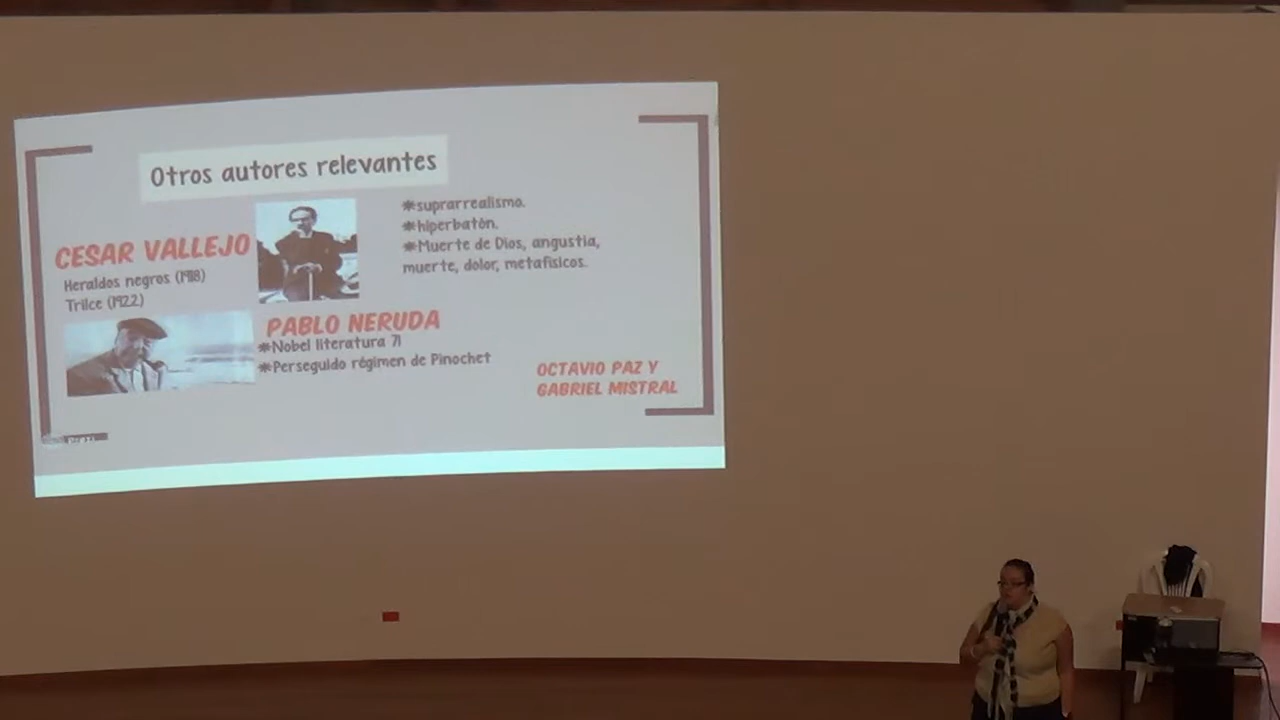 Otros autores relevantes
CESAR VALLEJO
Heraldos negros (1918)
Trilce (1922)
*suprarrealismo.
*hiperbatón.
*Muerte de Dios, angustia,
muerte, dolor, metafísicos.
PABLO NERUDA
*Nobel literatura 71
*Perseguido régimen de Pinochet
OCTAVIO PAZ Y
GABRIEL MISTRAL